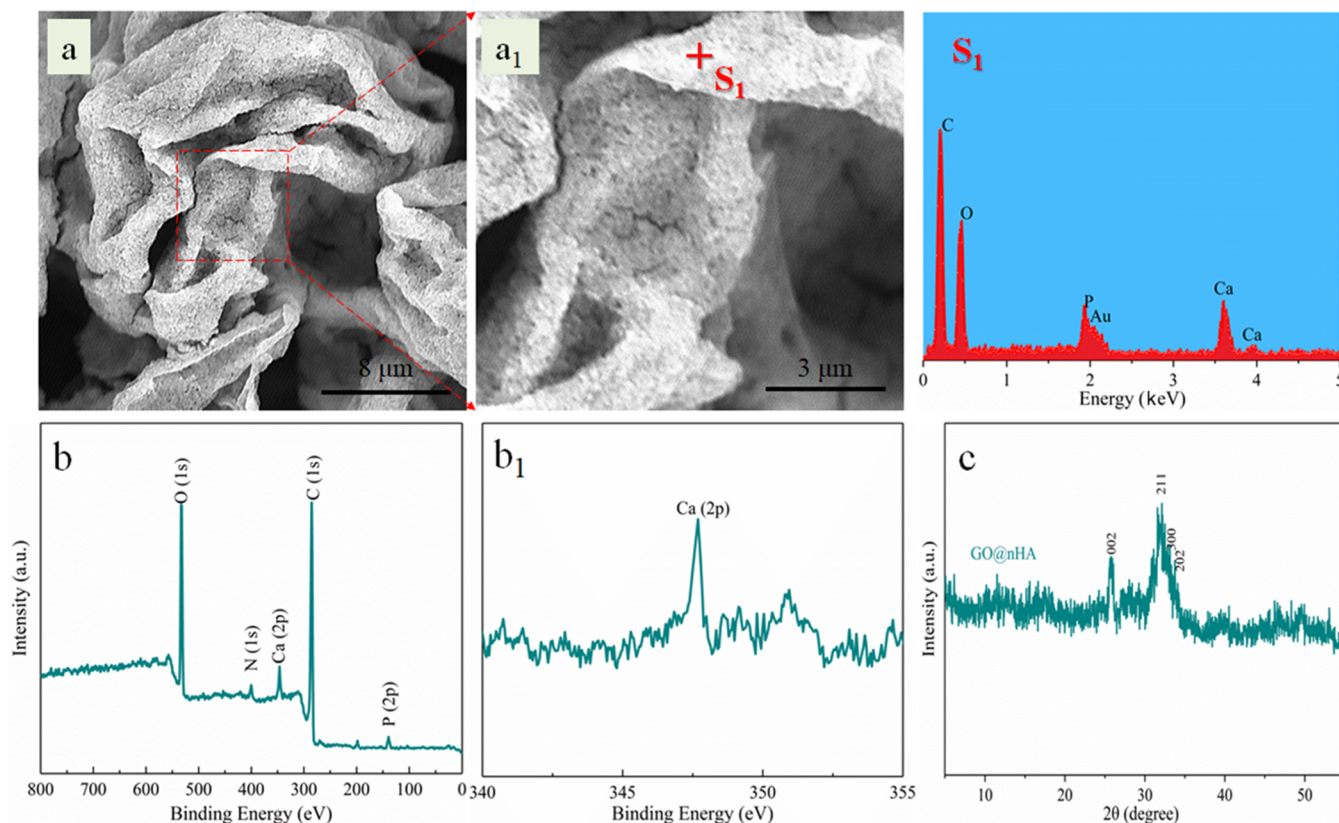 a
8 μm
a1
S1
3 μm
S1
C
O
P
Au
Ca
Ca
0 1 2 3 4 5
Energy (keV)
b
O (1s)
N (1s)
Ca (2p)
C (1s)
P (2p)
Intensity (a.u.)
800 700 600 500 400 300 200 100 0
Binding Energy (eV)
b1
Ca (2p)
340 345 350 355
Binding Energy (eV)
c
GO@nHA
002
211
300
202
Intensity (a.u.)
10 20 30 40 50
2θ (degree)